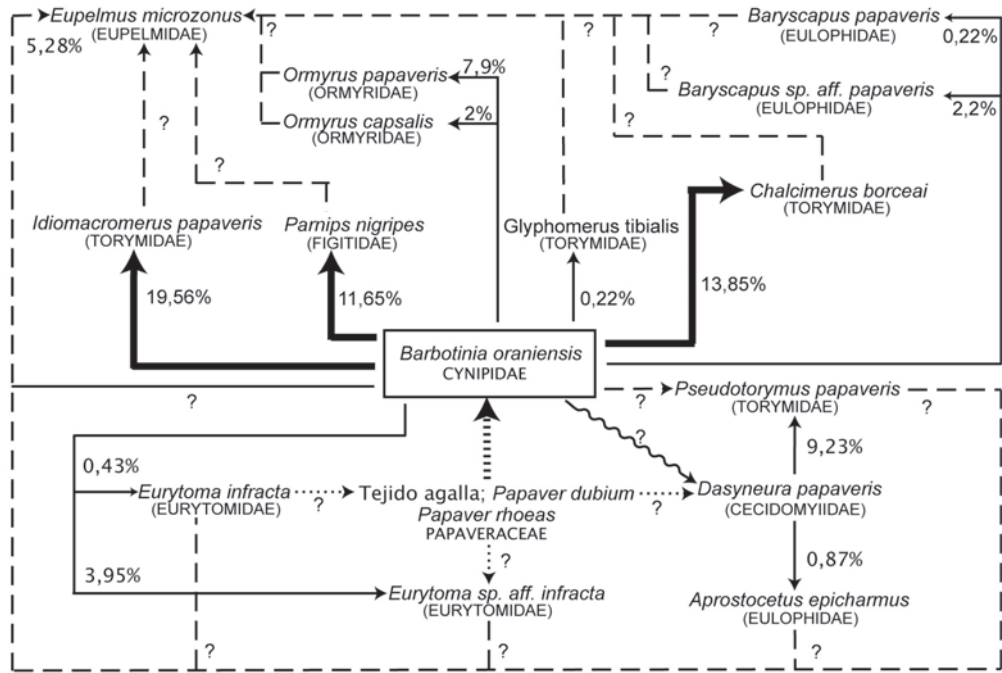 Eupelmus microzonus
(EUPELMIDAE)
5,28%
?
?
?
?
Baryscapus papaveris
(EULOPHIDAE)
0,22%
Ormyrus papaveris
(ORMYRIDAE)
7,9%
?
Baryscapus sp. aff. papaveris
(EULOPHIDAE)
2,2%
Ormyrus capsalis
(ORMYRIDAE)
2%
?
?
?
Idiomacromerus papaveris
(TORYMIDAE)
Parnips nigripes
(FIGITIDAE)
Glyphomerus tibialis
(TORYMIDAE)
Chalcimerus borceai
(TORYMIDAE)
19,56%
11,65%
0,22%
13,85%
Barbotinia oraniensis
CYNIPIDAE
?
?
Pseudotorymus papaveris
(TORYMIDAE)
?
?
0,43%
9,23%
Eurytoma infracta
(EURYTOMIDAE)
?
Tejido agalla; Papaver dubium
Papaver rhoeas
PAPAVERACEAE
?
Dasyneura papaveris
(CECIDOMYIIDAE)
?
0,87%
3,95%
Eurytoma sp. aff. infracta
(EURYTOMIDAE)
Aprostocetus epicharmus
(EULOPHIDAE)
?
?
?